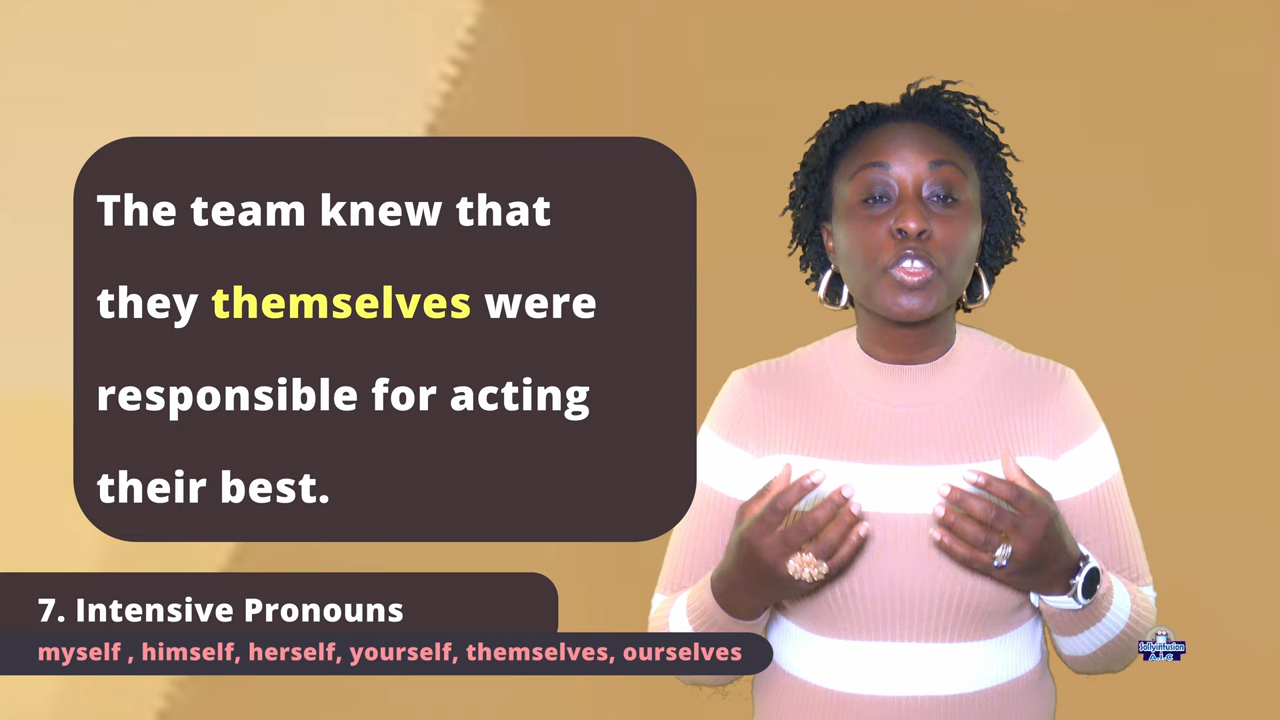 The team knew that
they themselves were
responsible for acting
their best.
7. Intensive Pronouns
myself , himself, herself, yourself, themselves, ourselves
Sollyinfusion
A.I.C